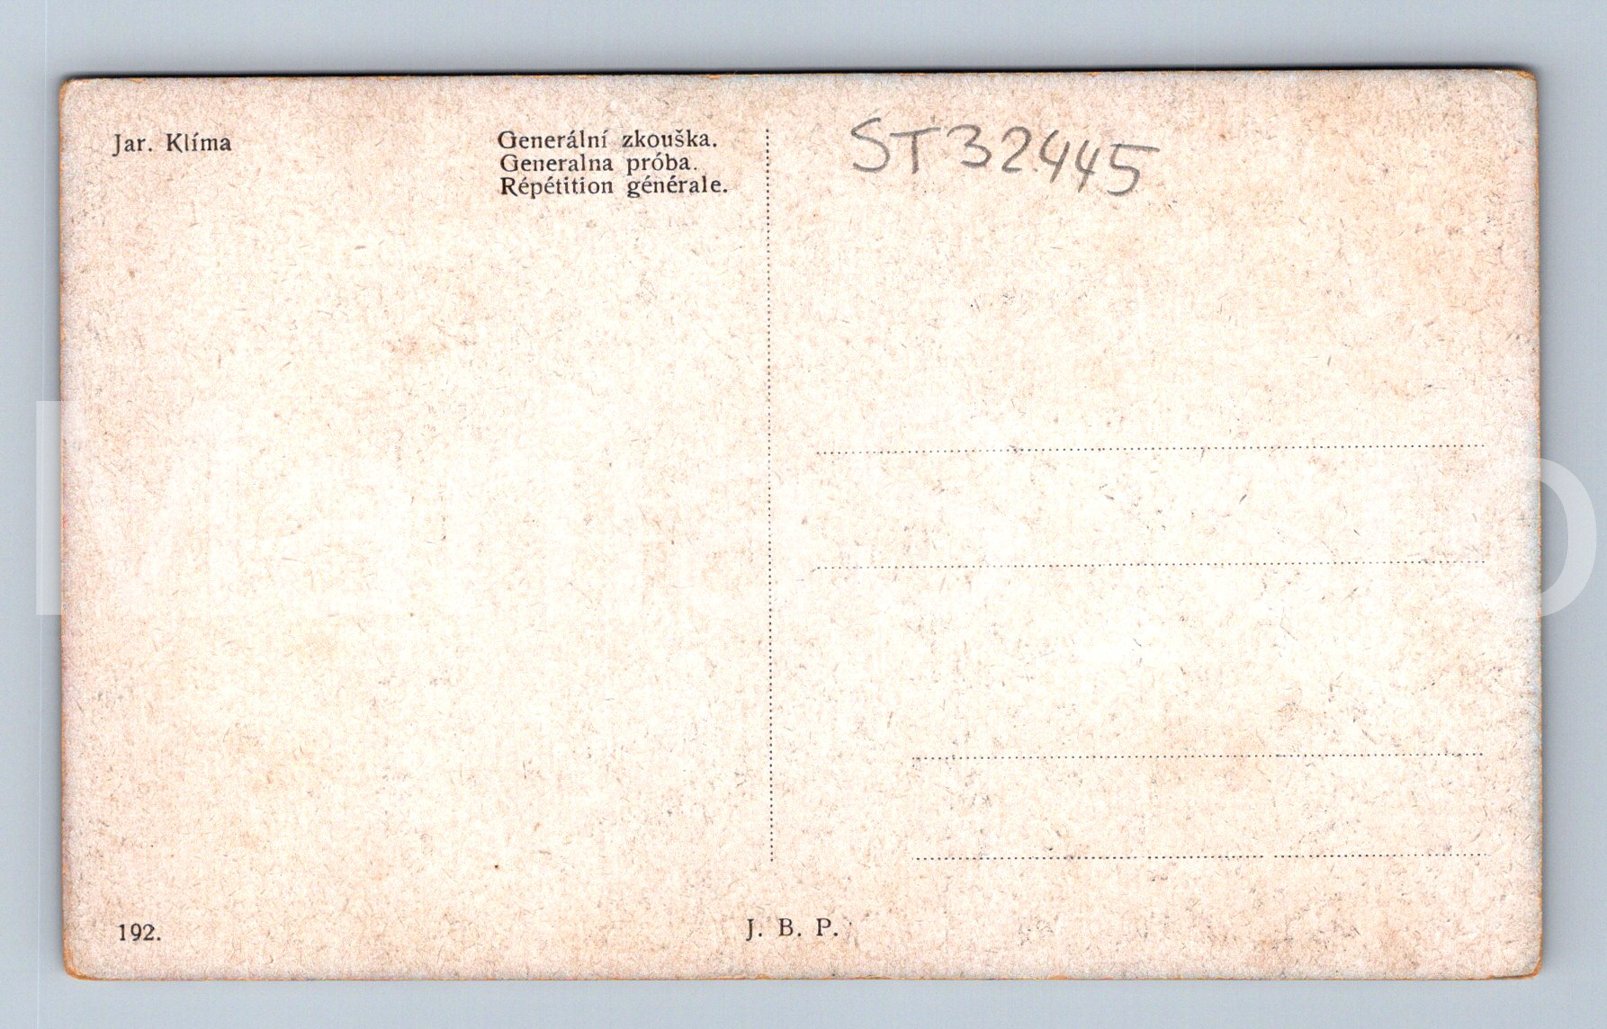 Jar. Klíma
Generální zkouška.
Generalna próba.
Répétition générale.
ST32445
192.
J. B. P.